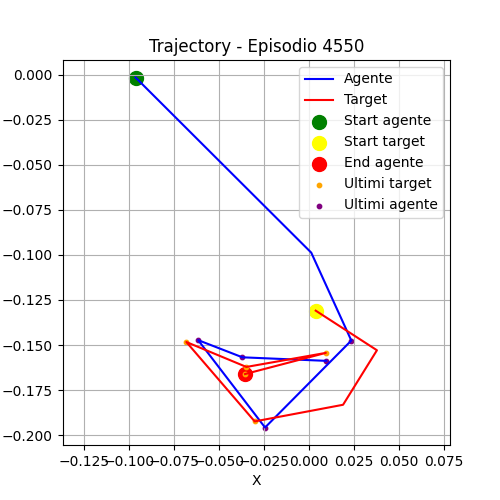 Trajectory - Episodio 4550
Agente
Target
Start agente
Start target
End agente
Ultimi target
Ultimi agente
0.000
−0.025
−0.050
−0.075
−0.100
−0.125
−0.150
−0.175
−0.200
−0.125 −0.100 −0.075 −0.050 −0.025 0.000 0.025 0.050 0.075
X